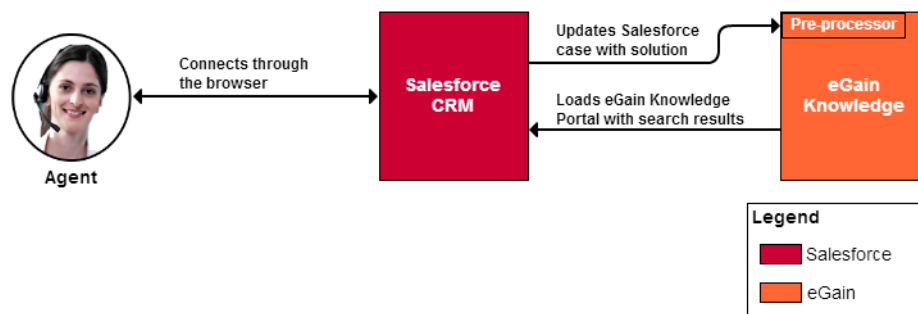 Connects through
the browser
Agent
Salesforce
CRM
Updates Salesforce
case with solution
Loads eGain Knowledge
Portal with search results
Pre-processor
eGain
Knowledge
Legend
Salesforce
eGain